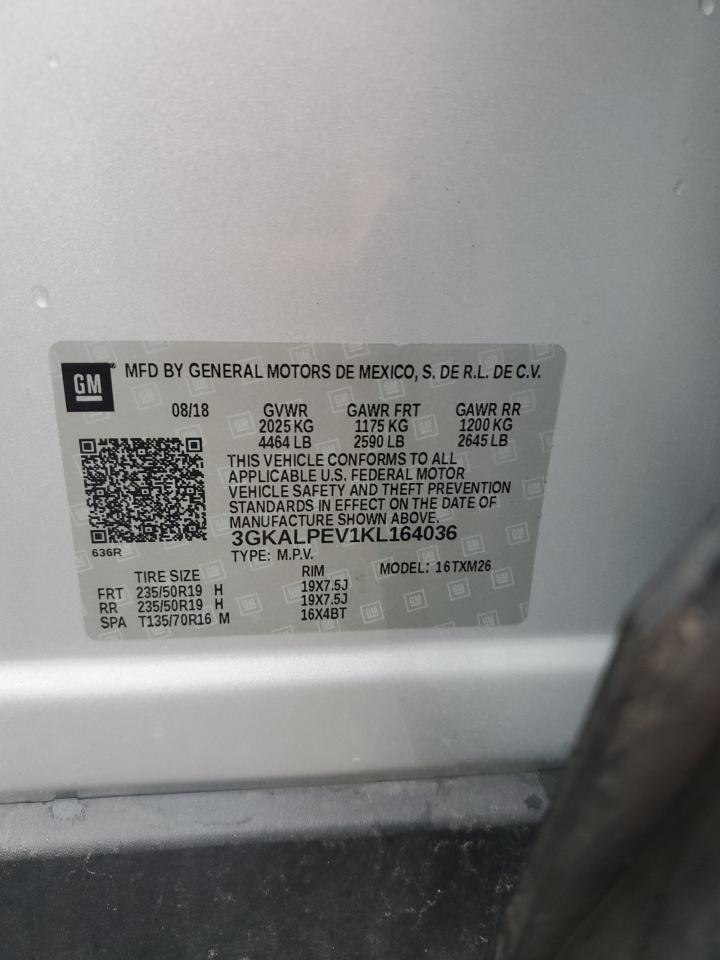 GM ® MFD BY GENERAL MOTORS DE MEXICO, S. DE R.L. DE C.V.
08/18 GVWR GAWR FRT GAWR RR
2025 KG 1175 KG 1200 KG
4464 LB 2590 LB 2645 LB
THIS VEHICLE CONFORMS TO ALL
APPLICABLE U.S. FEDERAL MOTOR
VEHICLE SAFETY AND THEFT PREVENTION
STANDARDS IN EFFECT ON THE DATE OF
MANUFACTURE SHOWN ABOVE.
3GKALPEV1KL164036
636R
TYPE: M.P.V. MODEL: 16TXM26
TIRE SIZE RIM
FRT 235/50R19 H 19X7.5J
RR 235/50R19 H 19X7.5J
SPA T135/70R16 M 16X4BT